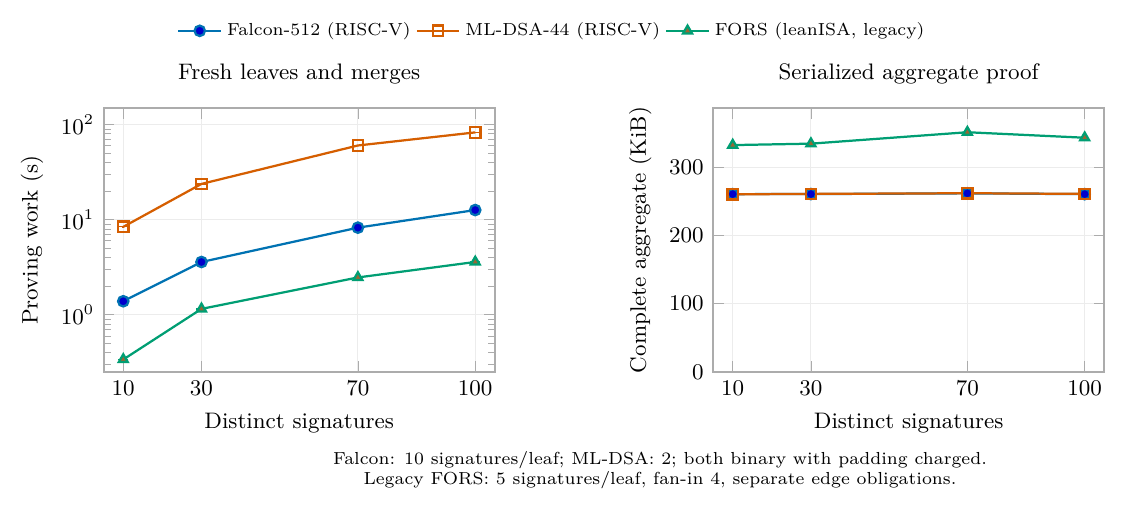 Falcon-512 (RISC-V) ML-DSA-44 (RISC-V) FORS (leanISA, legacy)
Fresh leaves and merges
Proving work (s)
10²
10¹
10⁰
10 30 70 100
Distinct signatures
Serialized aggregate proof
Complete aggregate (KiB)
300
200
100
0
10 30 70 100
Distinct signatures
Falcon: 10 signatures/leaf; ML-DSA: 2; both binary with padding charged.
Legacy FORS: 5 signatures/leaf, fan-in 4, separate edge obligations.